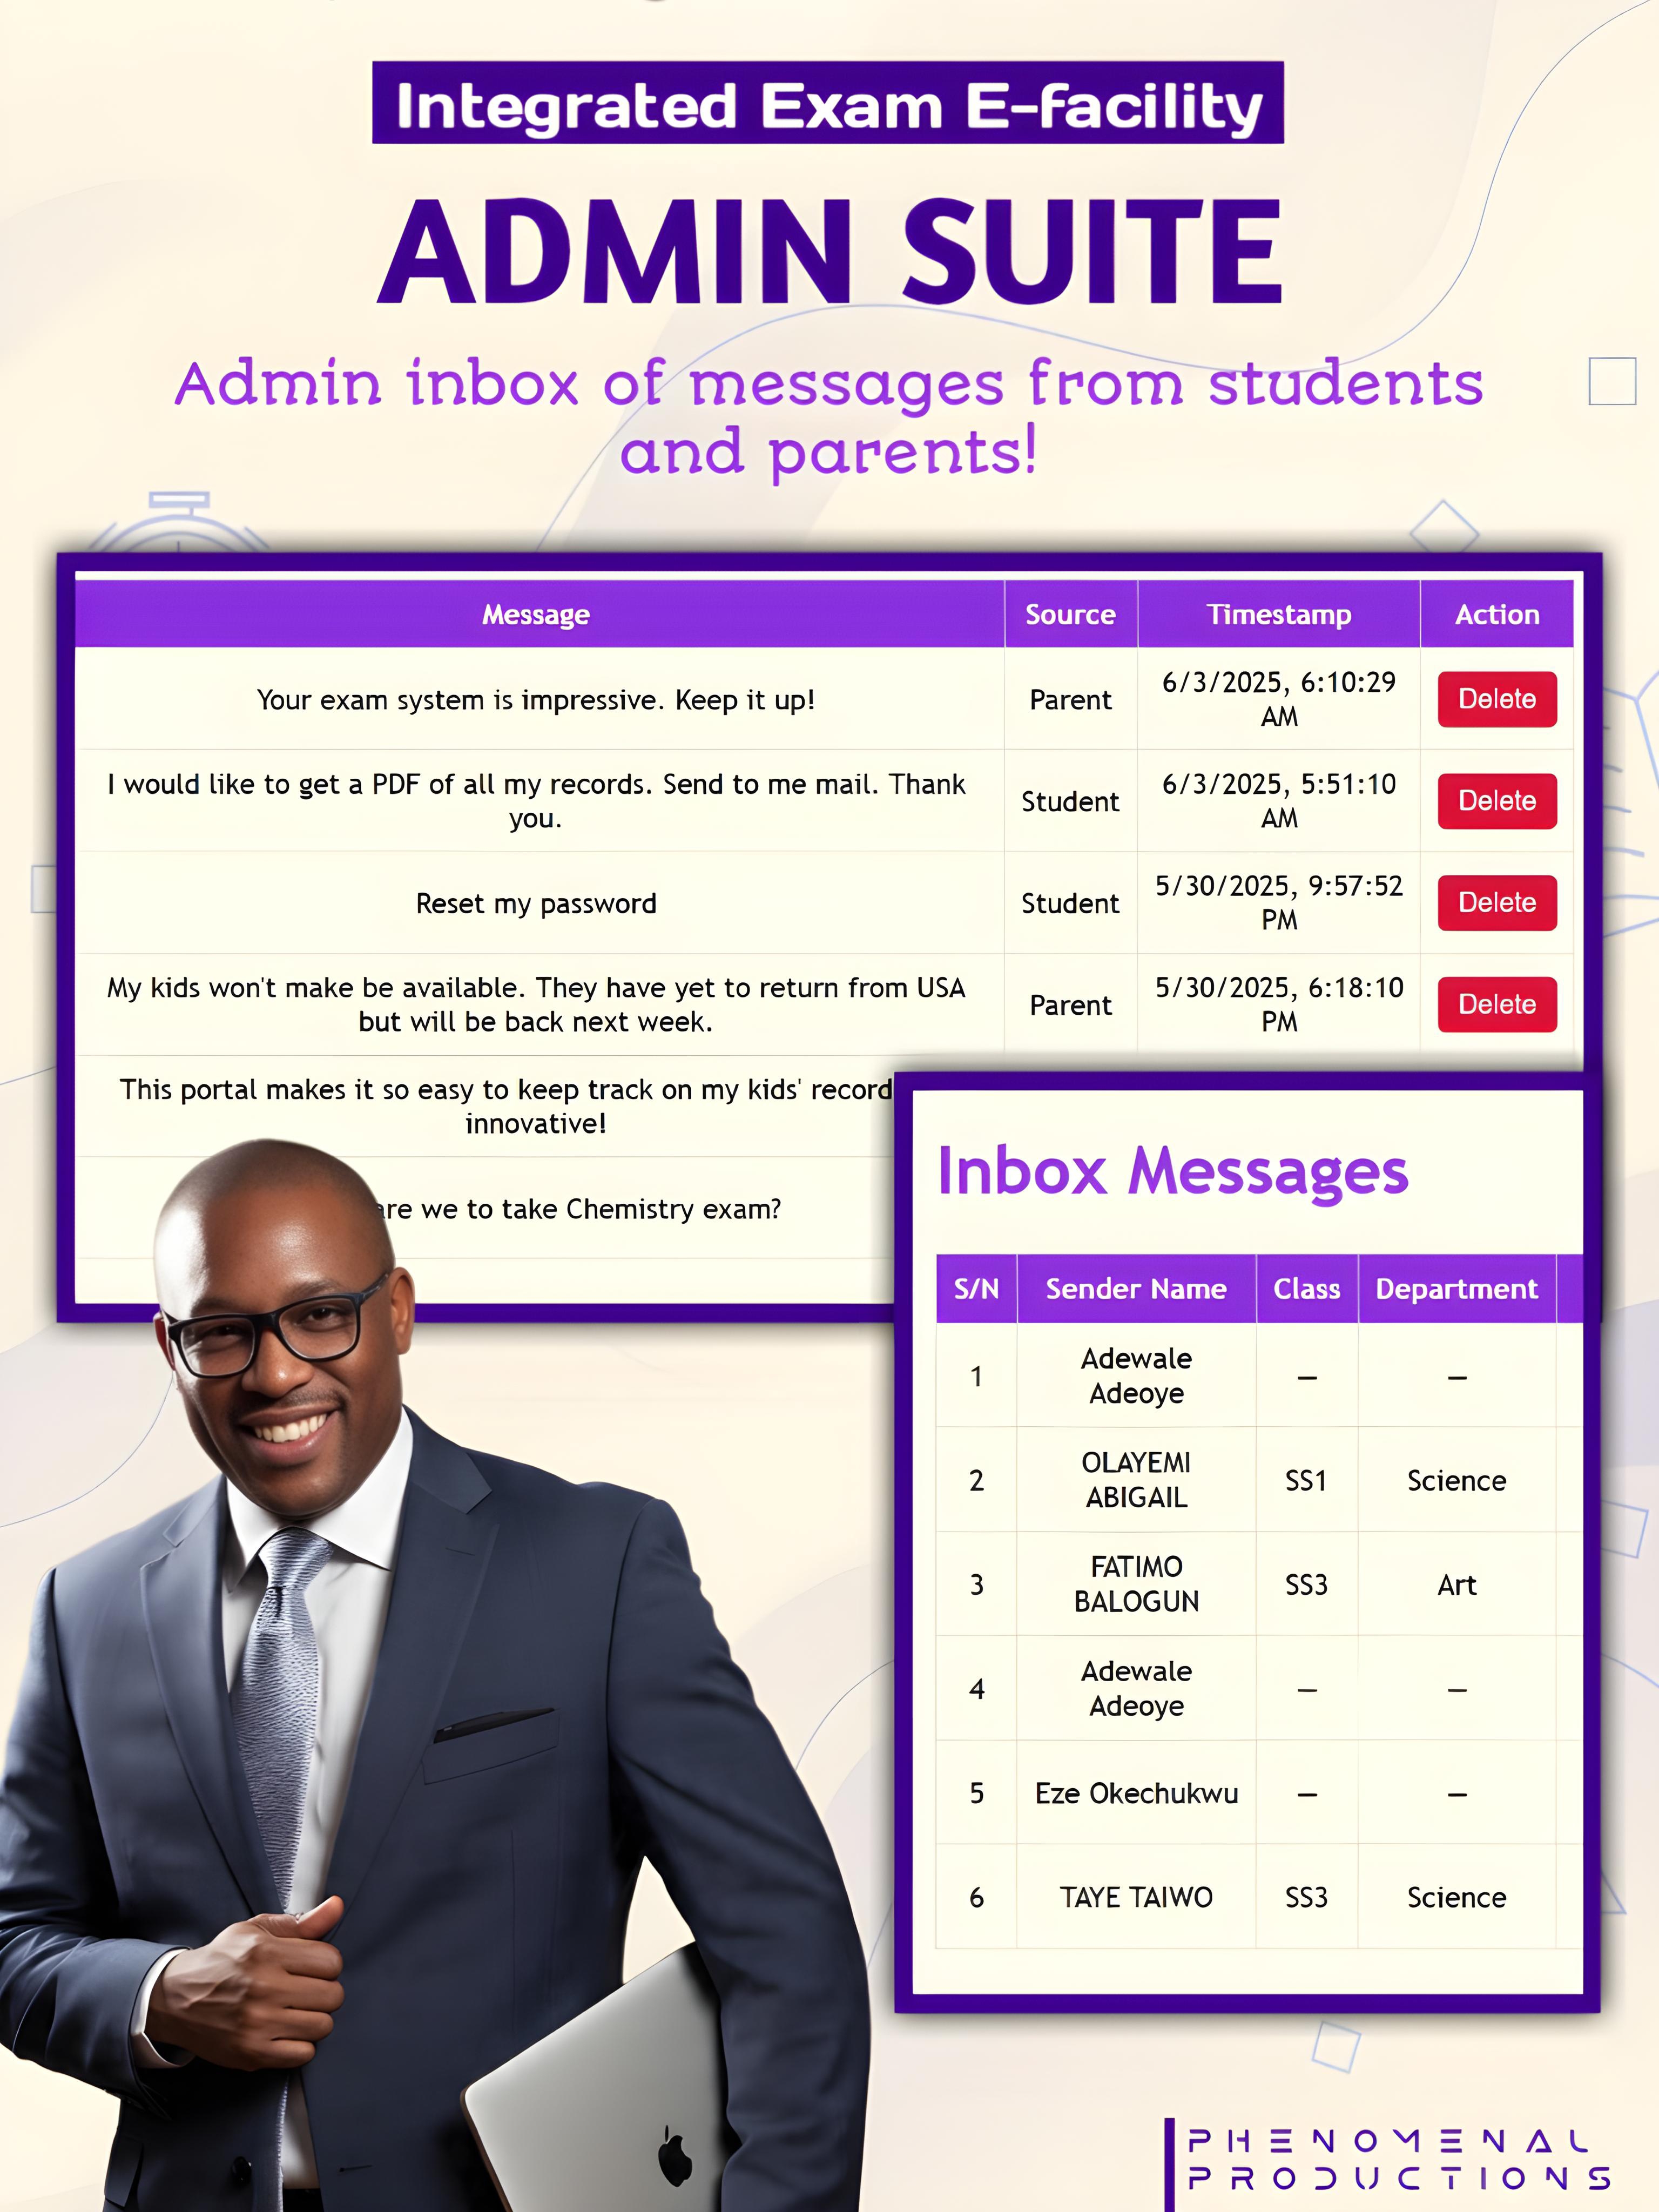 Integrated Exam E-facility
ADMIN SUITE
Admin inbox of messages from students
and parents!
Message Source Timestamp Action
Your exam system is impressive. Keep it up! Parent 6/3/2025, 6:10:29 AM Delete
I would like to get a PDF of all my records. Send to me mail. Thank you. Student 6/3/2025, 5:51:10 AM Delete
Reset my password Student 5/30/2025, 9:57:52 PM Delete
My kids won't make be available. They have yet to return from USA but will be back next week. Parent 5/30/2025, 6:18:10 PM Delete
This portal makes it so easy to keep track on my kids' record
innovative!
are we to take Chemistry exam?
Inbox Messages
S/N Sender Name Class Department
1 Adewale Adeoye – –
2 OLAYEMI ABIGAIL SS1 Science
3 FATIMO BALOGUN SS3 Art
4 Adewale Adeoye – –
5 Eze Okechukwu – –
6 TAYE TAIWO SS3 Science
PHENOMENAL
PRODUCTIONS